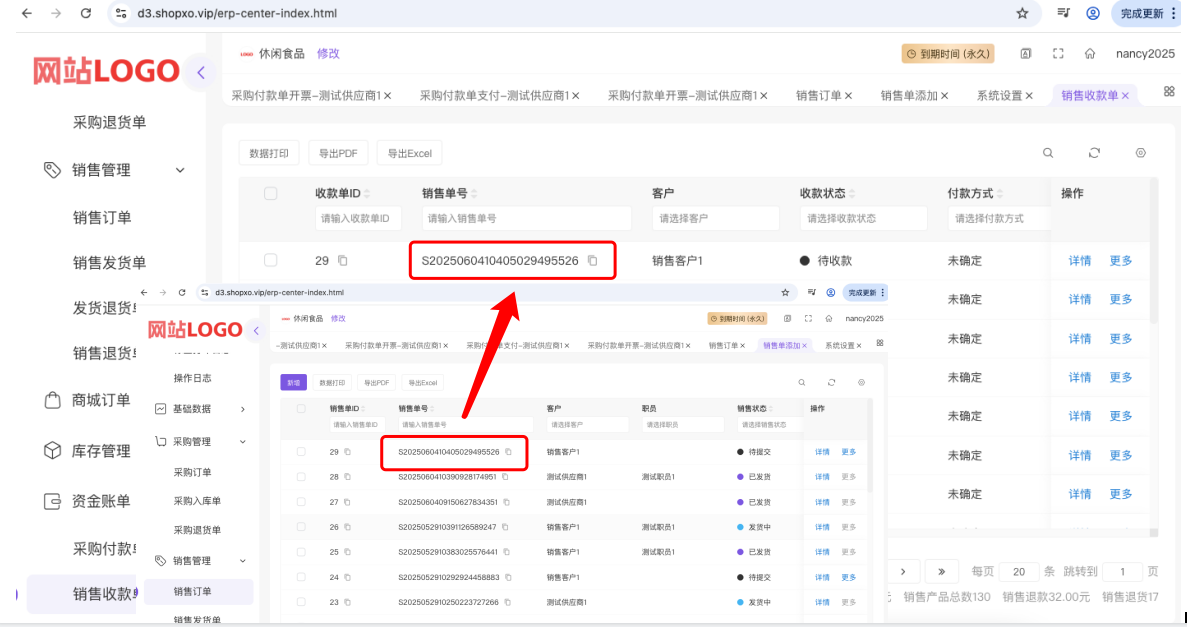 d3.shopxo.vip/erp-center-index.html 完成更新
网站LOGO 休闲食品 修改 到期时间 (永久) nancy2025
采购付款单开票-测试供应商1 × 采购付款单支付-测试供应商1 × 采购付款单开票-测试供应商1 × 销售订单 × 销售单添加 × 系统设置 × 销售收款单 ×
采购退货单
销售管理
销售订单
销售发货单
发货退货
销售退货
商城订单
库存管理
资金账单
采购付款
销售收款
数据打印 导出PDF 导出Excel
收款单ID 销售单号 客户 收款状态 付款方式 操作
请输入收款单ID 请输入销售单号 请选择客户 请选择收款状态 请选择付款方式
29 S2025060410405029495526 销售客户1 待收款 未确定 详情 更多
未确定 详情 更多
未确定 详情 更多
未确定 详情 更多
未确定 详情 更多
未确定 详情 更多
未确定 详情 更多
每页 20 条 跳转到 1 页
销售产品总数130 销售退款32.00元 销售退货17
d3.shopxo.vip/erp-center-index.html 完成更新
网站LOGO 休闲食品 修改 到期时间 (永久) nancy2025
-测试供应商1 × 采购付款单开票-测试供应商1 × 采购付款单支付-测试供应商1 × 采购付款单开票-测试供应商1 × 销售订单 × 销售单添加 × 系统设置 ×
操作日志
基础数据
采购管理
采购订单
采购入库单
采购退货单
销售管理
销售订单
销售发货单
新增 数据打印 导出PDF 导出Excel
销售单ID 销售单号 客户 职员 销售状态 操作
请输入销售单ID 请输入销售单号 请选择客户 请选择职员 请选择销售状态
29 S2025060410405029495526 销售客户1 待提交 详情 更多
28 S2025060410390928174951 测试供应商1 测试职员1 已发货 详情 更多
27 S2025060409150627834351 测试供应商1 已发货 详情 更多
26 S2025052910391126589247 销售客户1 测试职员1 发货中 详情 更多
25 S2025052910383025576441 销售客户1 测试职员1 已发货 详情 更多
24 S2025052910292924458883 销售客户1 待提交 详情 更多
23 S2025052910250223727266 测试供应商1 发货中 详情 更多